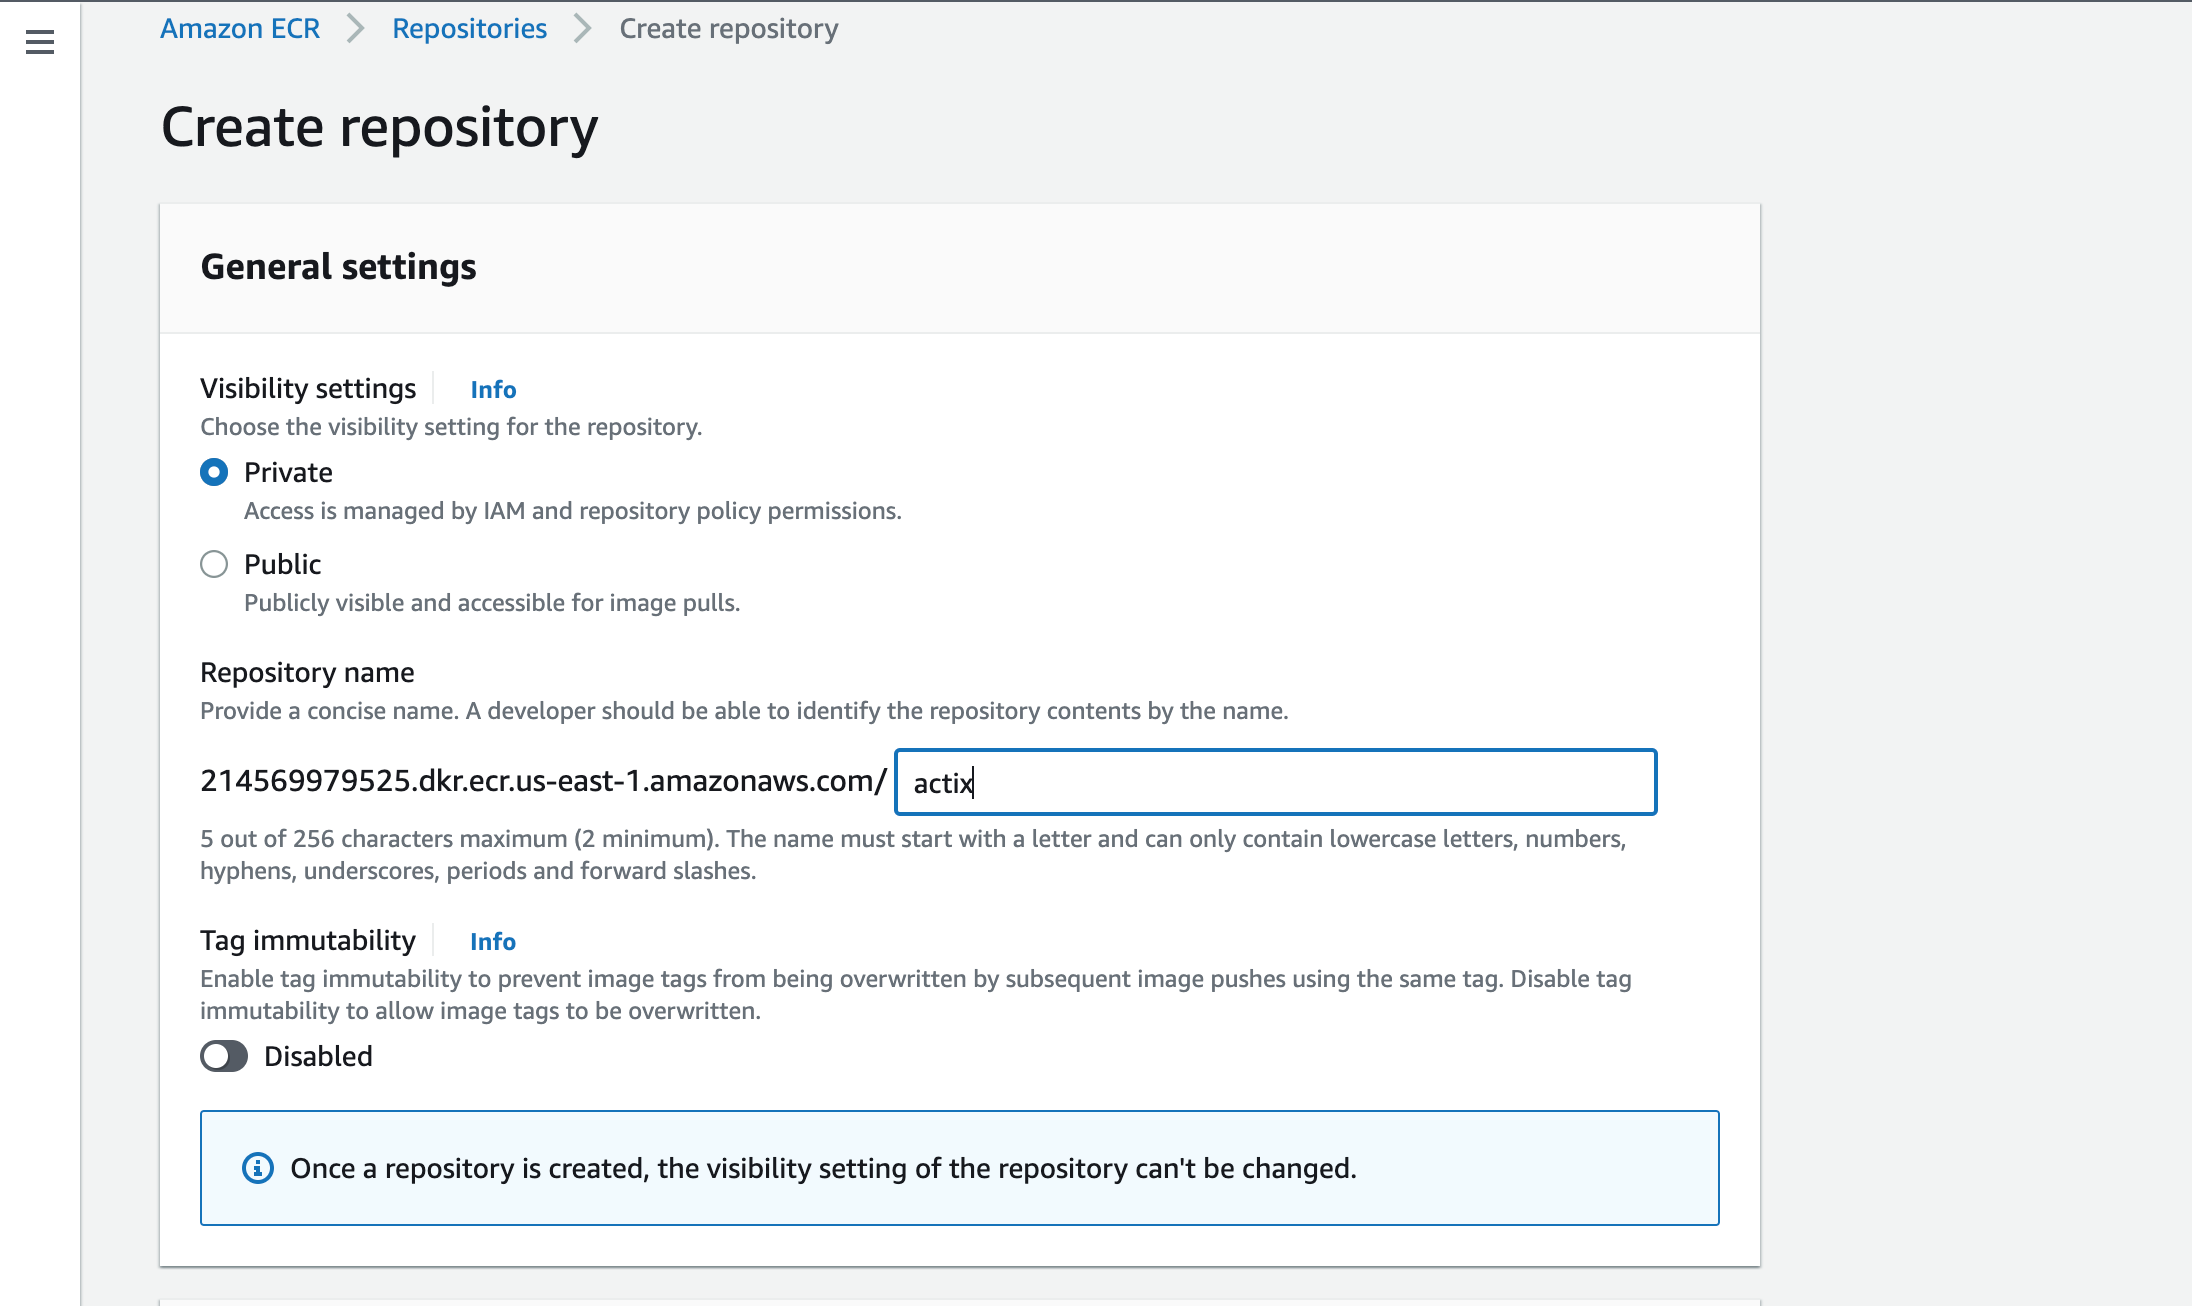 Amazon ECR > Repositories > Create repository
Create repository
General settings
Visibility settings Info
Choose the visibility setting for the repository.
Private
Access is managed by IAM and repository policy permissions.
Public
Publicly visible and accessible for image pulls.
Repository name
Provide a concise name. A developer should be able to identify the repository contents by the name.
214569979525.dkr.ecr.us-east-1.amazonaws.com/ actix
5 out of 256 characters maximum (2 minimum). The name must start with a letter and can only contain lowercase letters, numbers,
hyphens, underscores, periods and forward slashes.
Tag immutability Info
Enable tag immutability to prevent image tags from being overwritten by subsequent image pushes using the same tag. Disable tag
immutability to allow image tags to be overwritten.
Disabled
Once a repository is created, the visibility setting of the repository can't be changed.